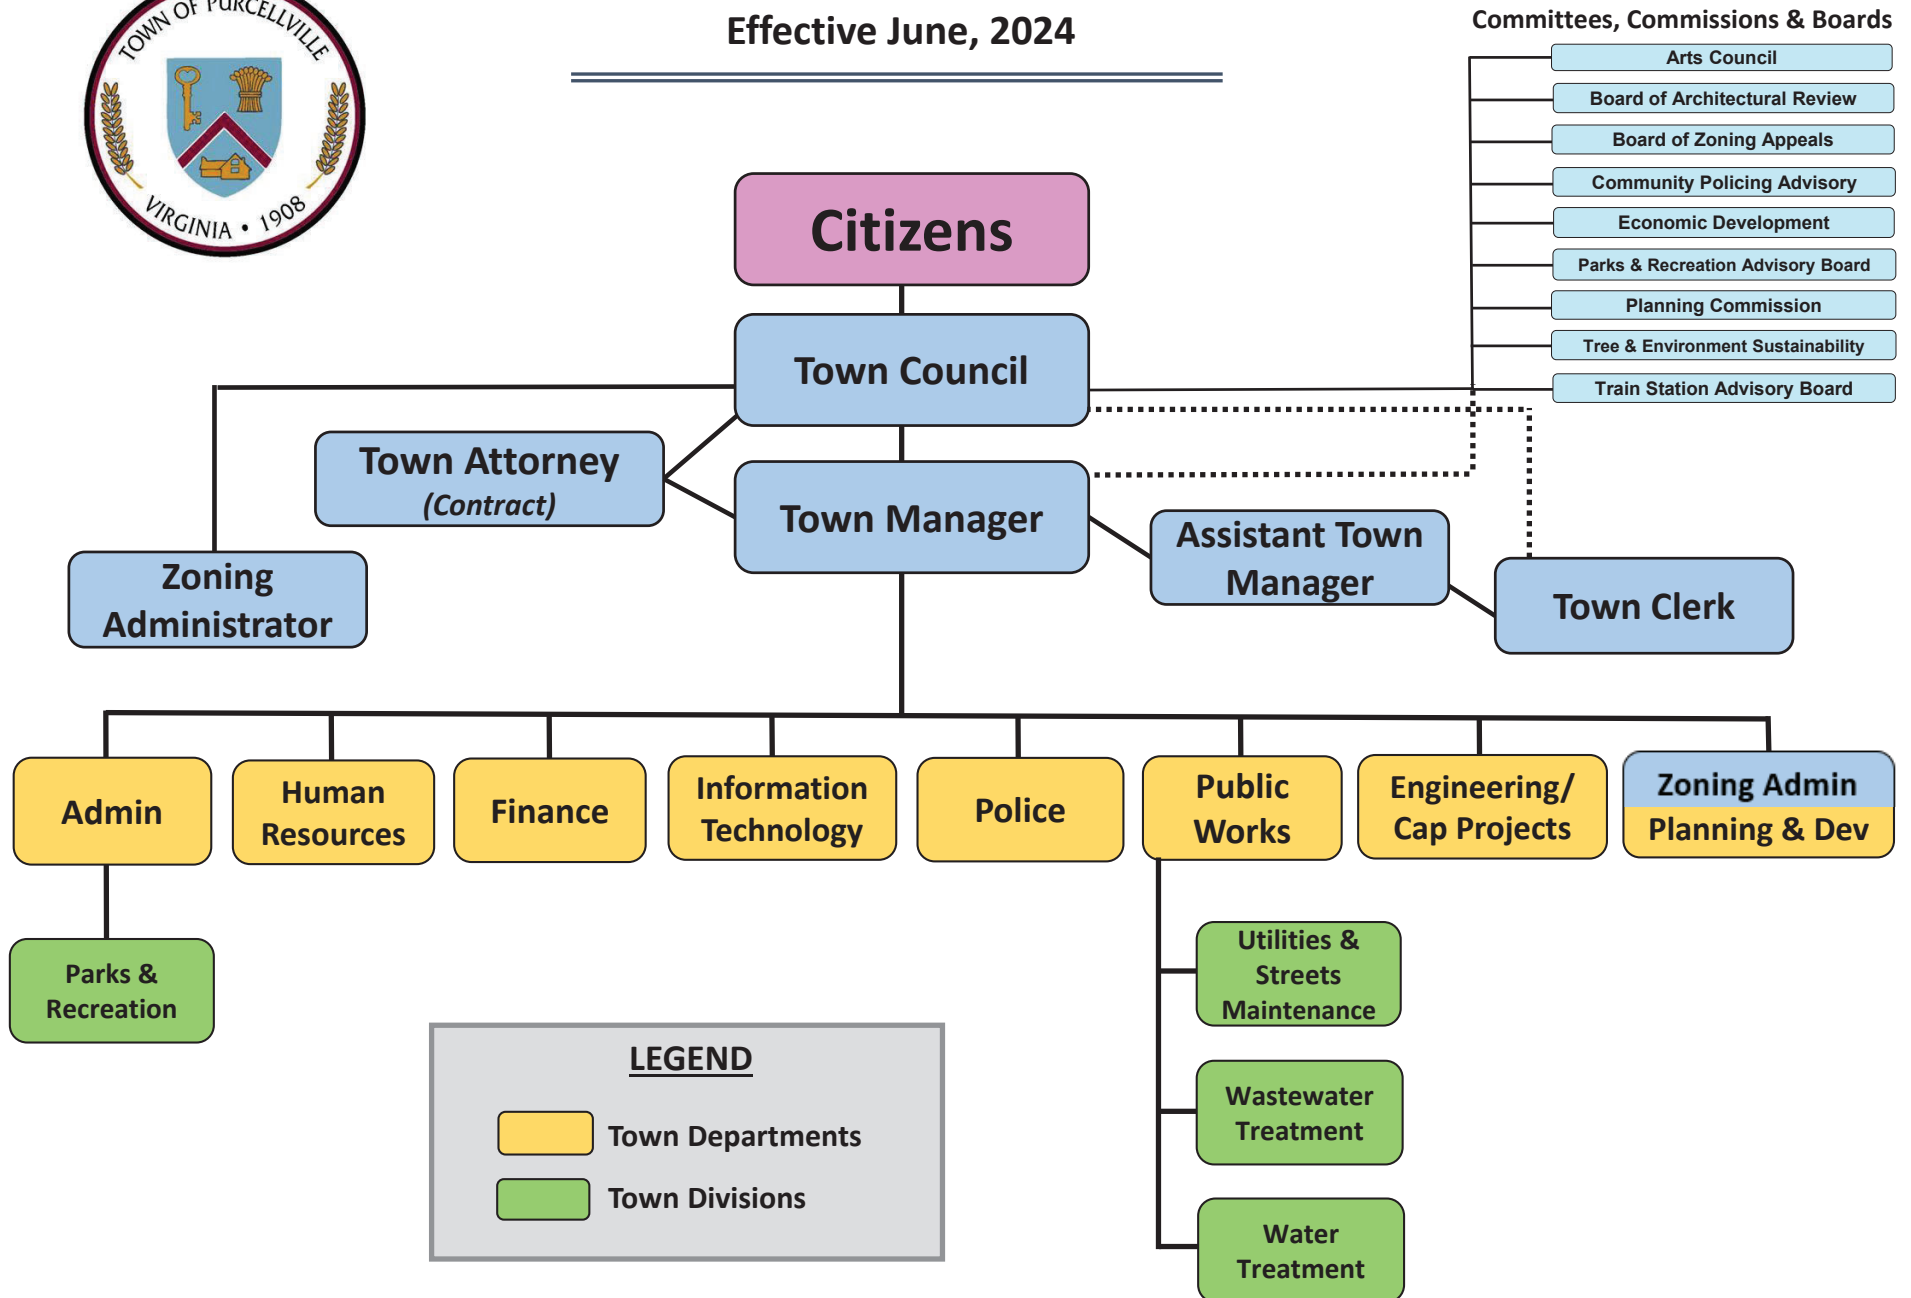 TOWN OF PURCELLVILLE
VIRGINIA • 1908
Effective June, 2024
Committees, Commissions & Boards
Arts Council
Board of Architectural Review
Board of Zoning Appeals
Community Policing Advisory
Economic Development
Parks & Recreation Advisory Board
Planning Commission
Tree & Environment Sustainability
Train Station Advisory Board
Citizens
Town Council
Town Attorney
(Contract)
Town Manager
Assistant Town
Manager
Zoning
Administrator
Town Clerk
Admin
Human
Resources
Finance
Information
Technology
Police
Public
Works
Engineering/
Cap Projects
Zoning Admin
Planning & Dev
Parks &
Recreation
Utilities &
Streets
Maintenance
Wastewater
Treatment
Water
Treatment
LEGEND
Town Departments
Town Divisions